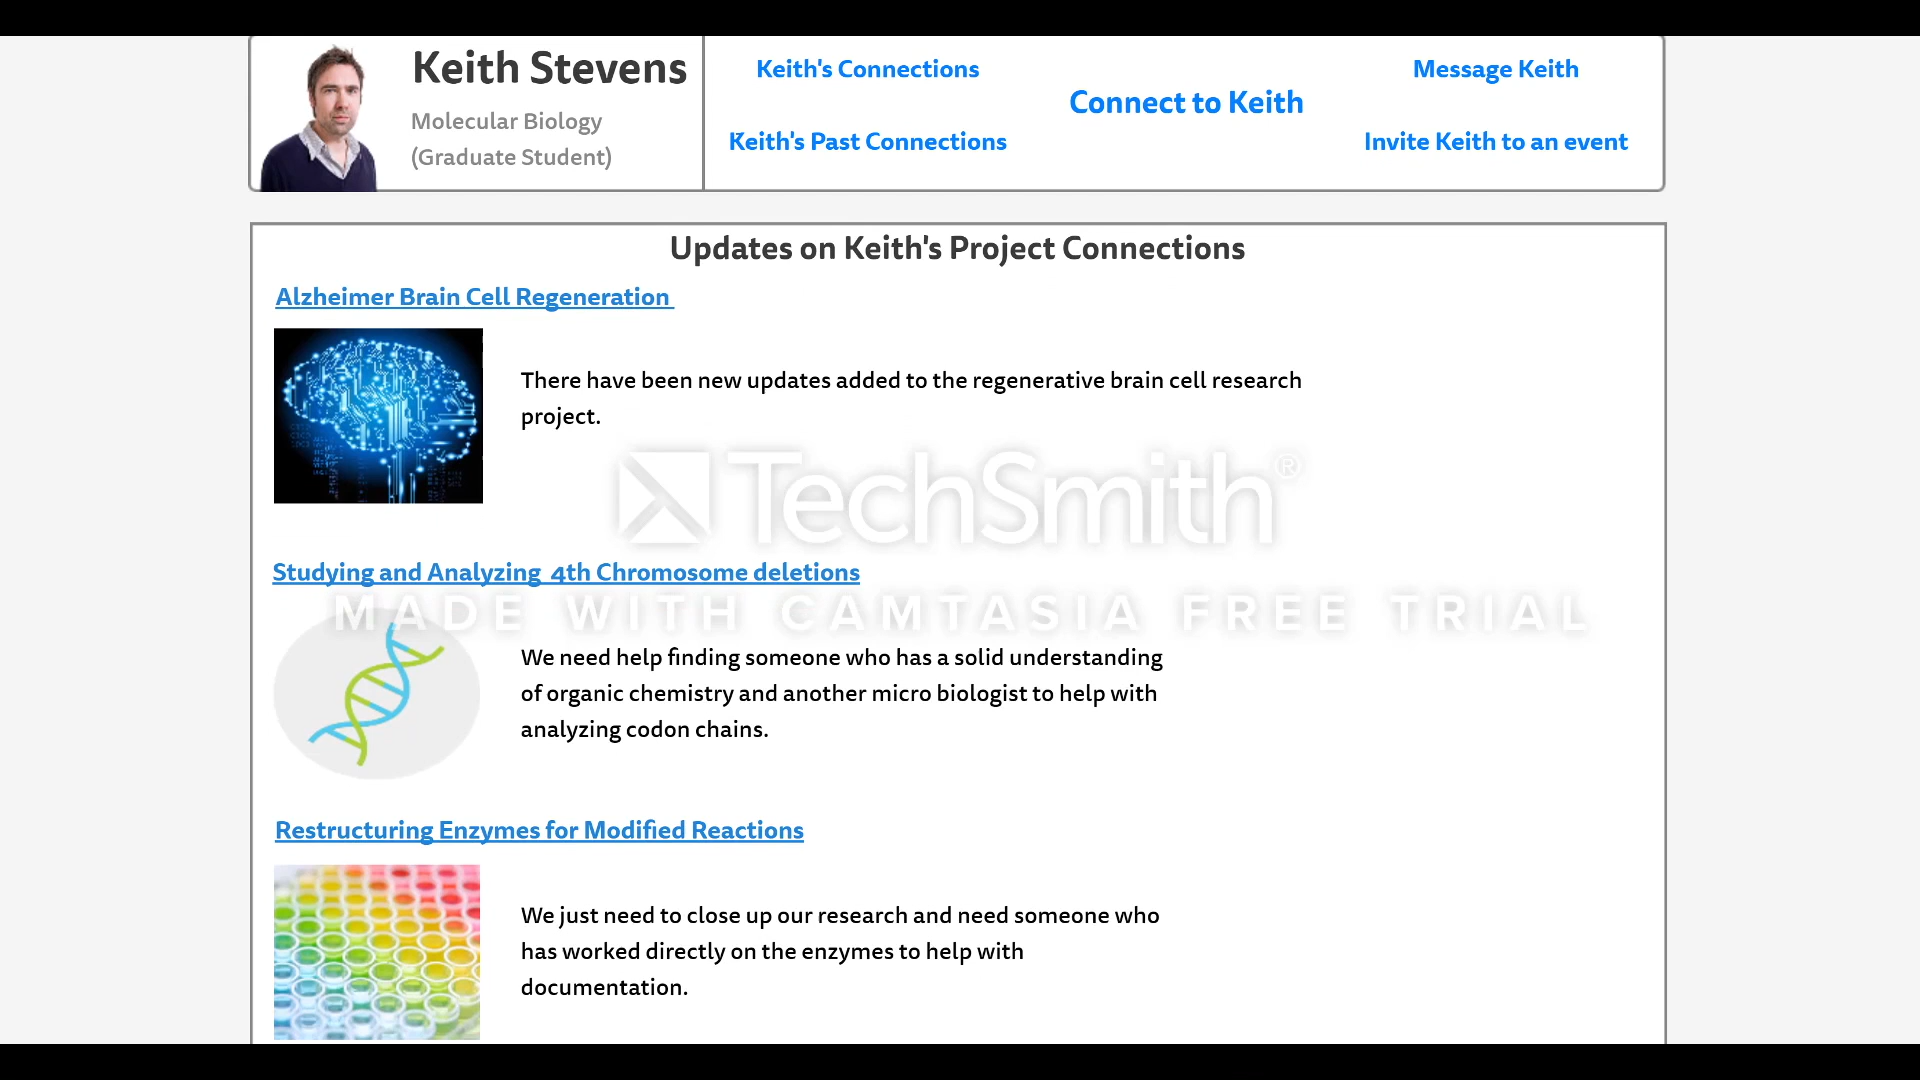 Keith Stevens
Molecular Biology
(Graduate Student)
Keith's Connections
Keith's Past Connections
Connect to Keith
Message Keith
Invite Keith to an event
Updates on Keith's Project Connections
Alzheimer Brain Cell Regeneration
There have been new updates added to the regenerative brain cell research
project.
TechSmith®
Studying and Analyzing 4th Chromosome deletions
MADE WITH CAMTASIA FREE TRIAL
We need help finding someone who has a solid understanding
of organic chemistry and another micro biologist to help with
analyzing codon chains.
Restructuring Enzymes for Modified Reactions
We just need to close up our research and need someone who
has worked directly on the enzymes to help with
documentation.